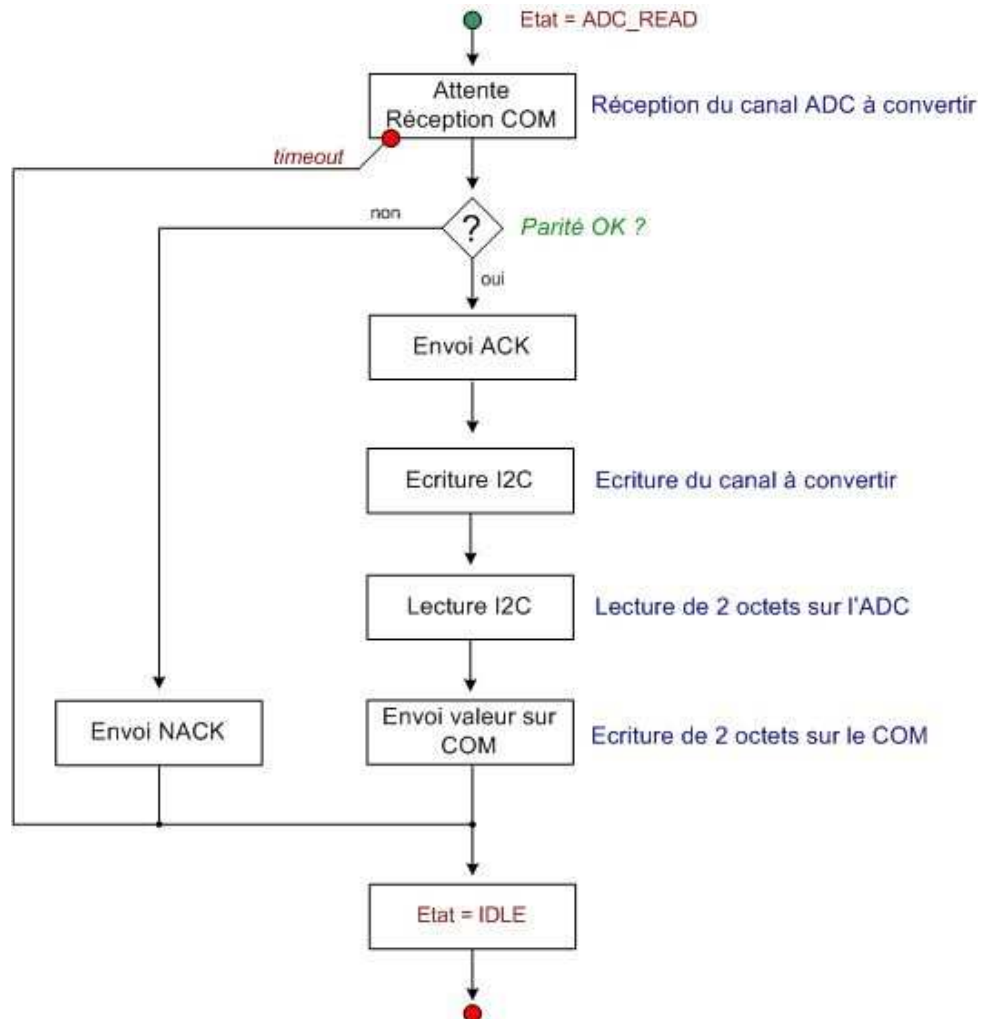 Etat = ADC_READ
Attente
Réception COM
Réception du canal ADC à convertir
timeout
non
?
Parité OK ?
oui
Envoi ACK
Ecriture I2C
Ecriture du canal à convertir
Lecture I2C
Lecture de 2 octets sur l'ADC
Envoi NACK
Envoi valeur sur
COM
Ecriture de 2 octets sur le COM
Etat = IDLE